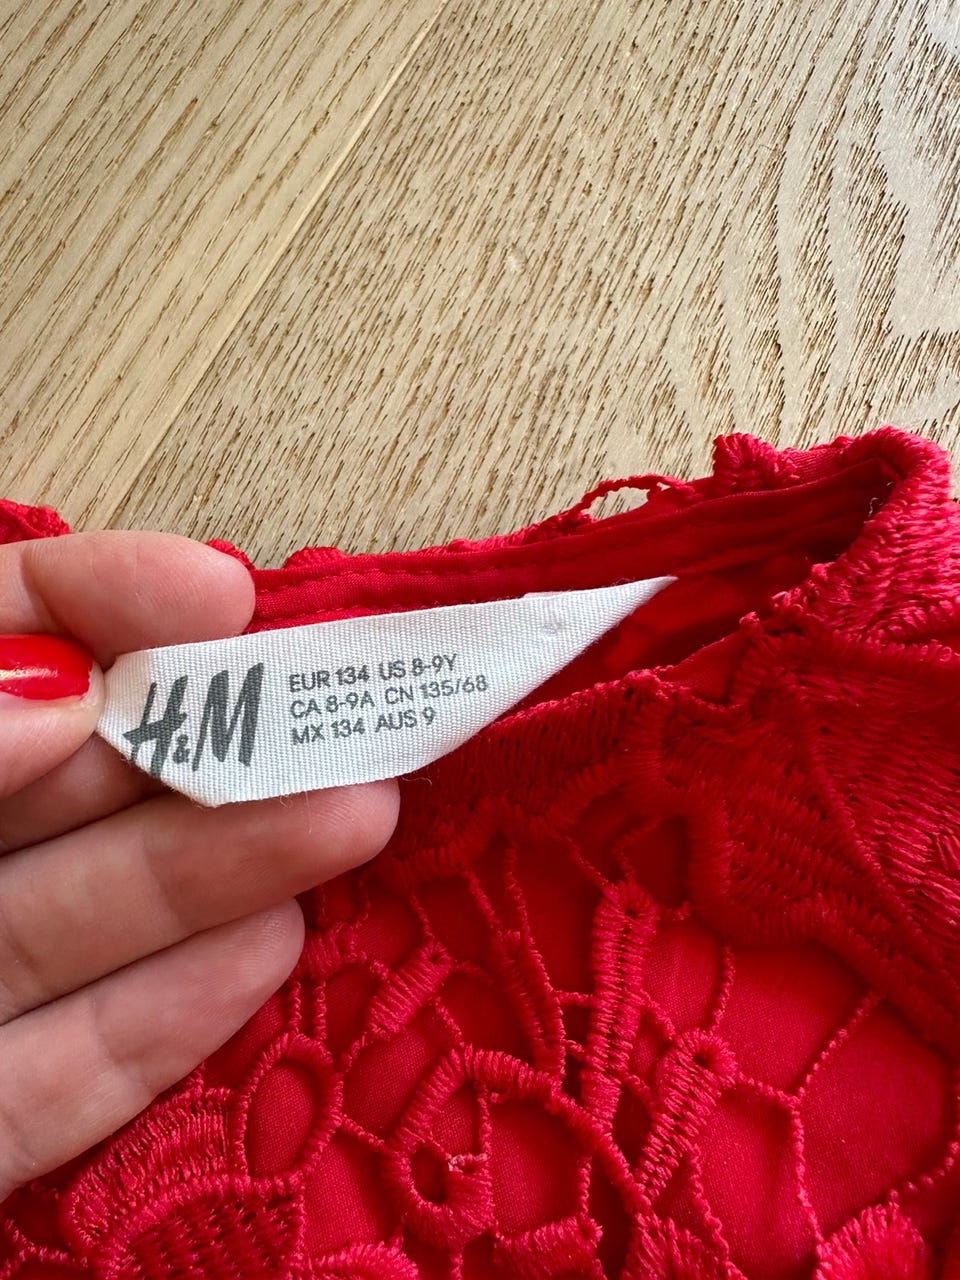 H&M
EUR 134 US 8-9Y
CA 8-9A CN 135/68
MX 134 AUS 9